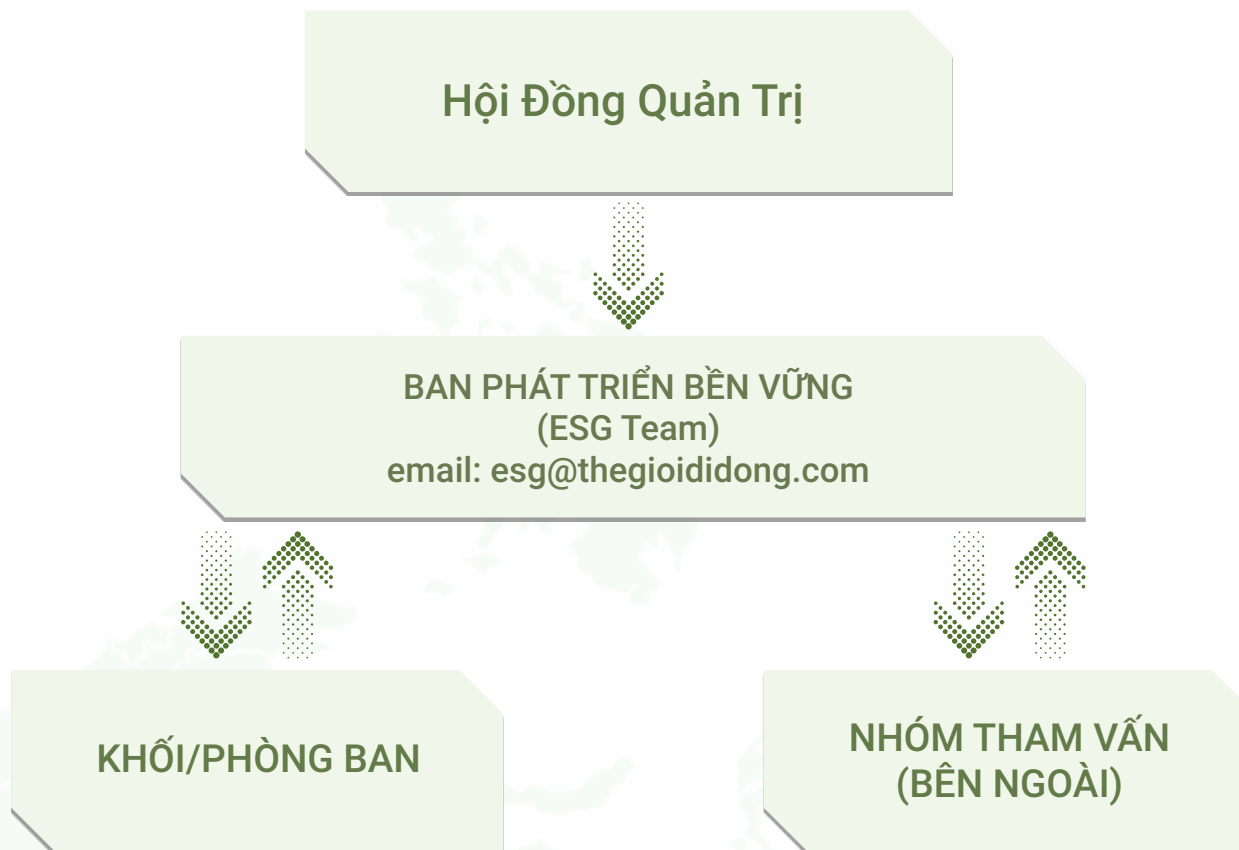 Hội Đồng Quản Trị
BAN PHÁT TRIỂN BỀN VỮNG
(ESG Team)
email: esg@thegioididong.com
KHỐI/PHÒNG BAN
NHÓM THAM VẤN
(BÊN NGOÀI)